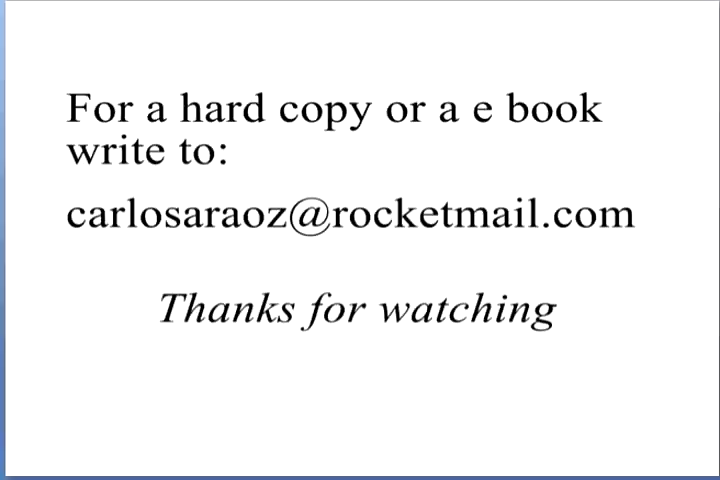 For a hard copy or a e book
write to:
carlosaraoz@rocketmail.com
Thanks for watching